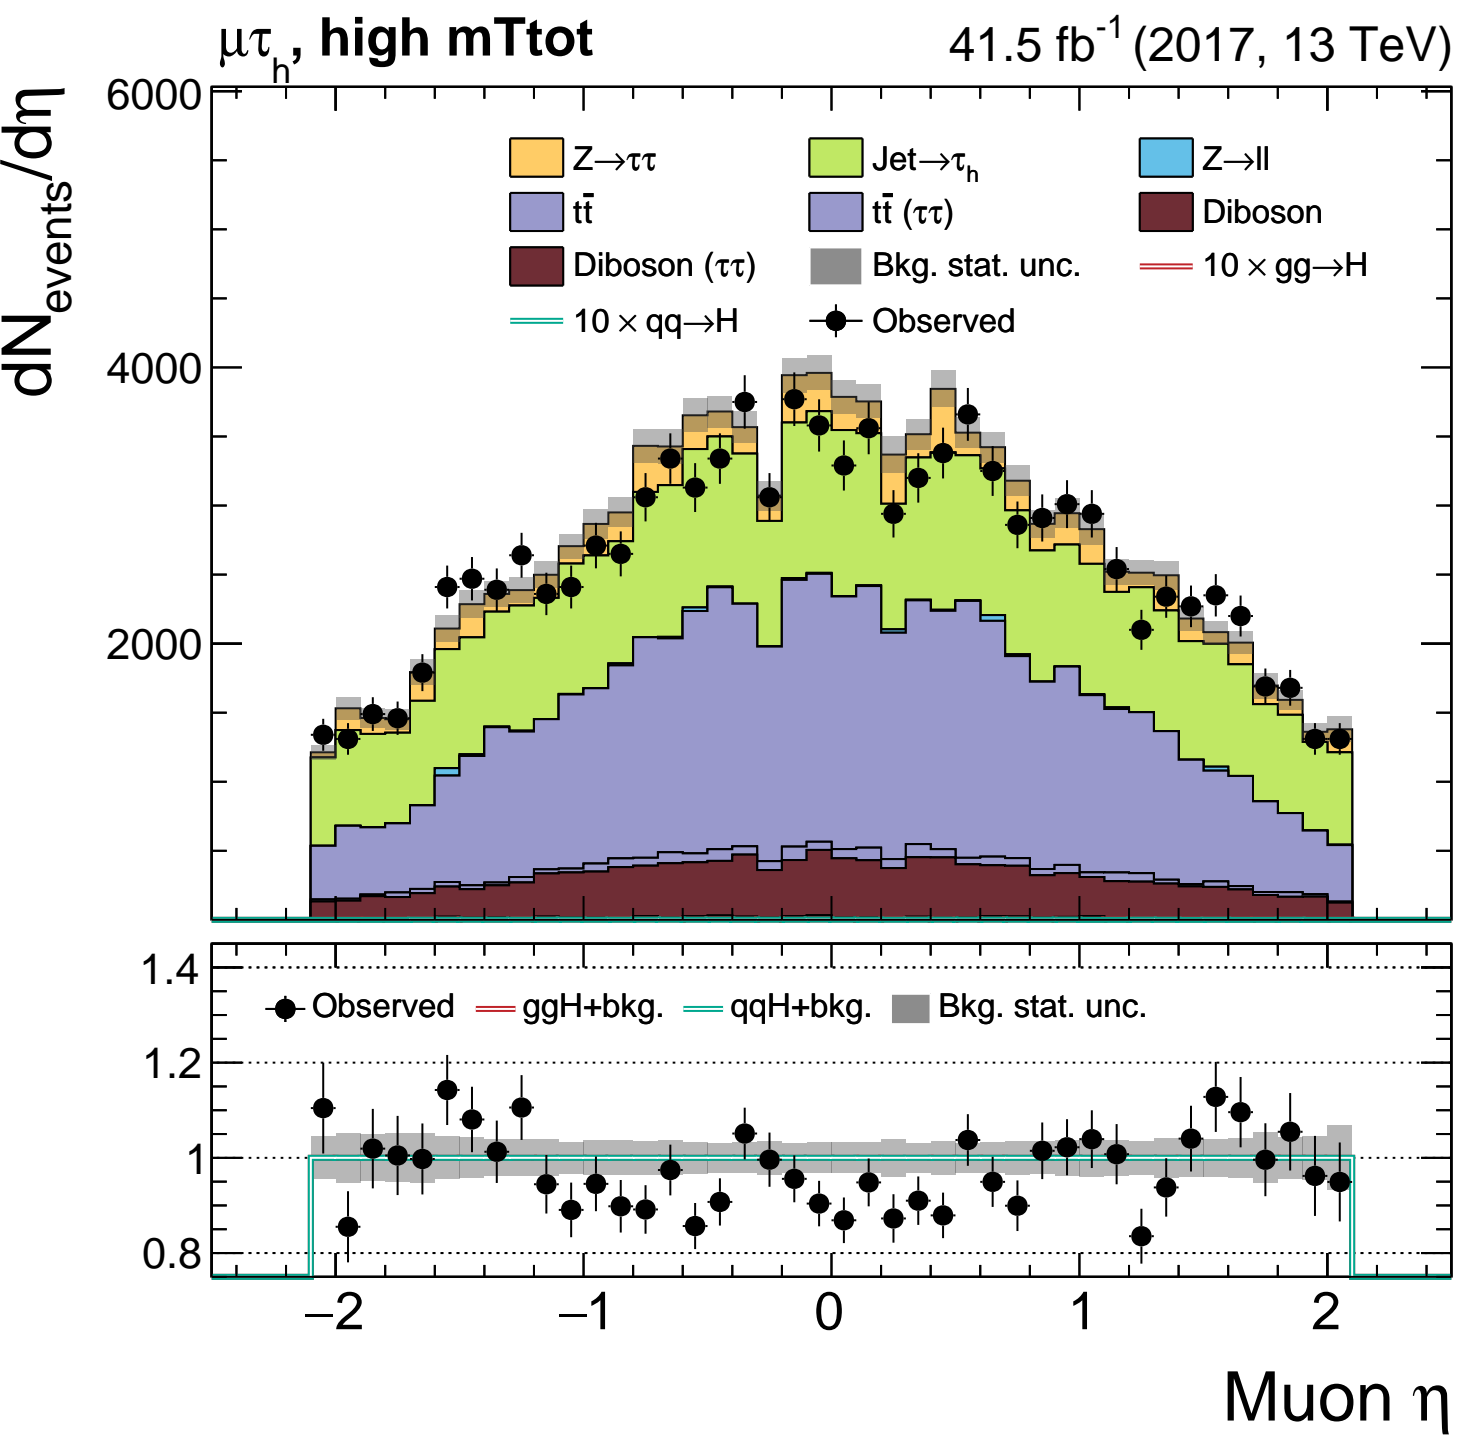 μτh, high mTtot 41.5 fb-1 (2017, 13 TeV)
dNevents/dη
6000
4000
2000
Z→ττ Jet→τh Z→ll
tt̄ tt̄ (ττ) Diboson
Diboson (ττ) Bkg. stat. unc. 10 × gg→H
10 × qq→H Observed
1.4
1.2
1
0.8
Observed ggH+bkg. qqH+bkg. Bkg. stat. unc.
−2 −1 0 1 2
Muon η